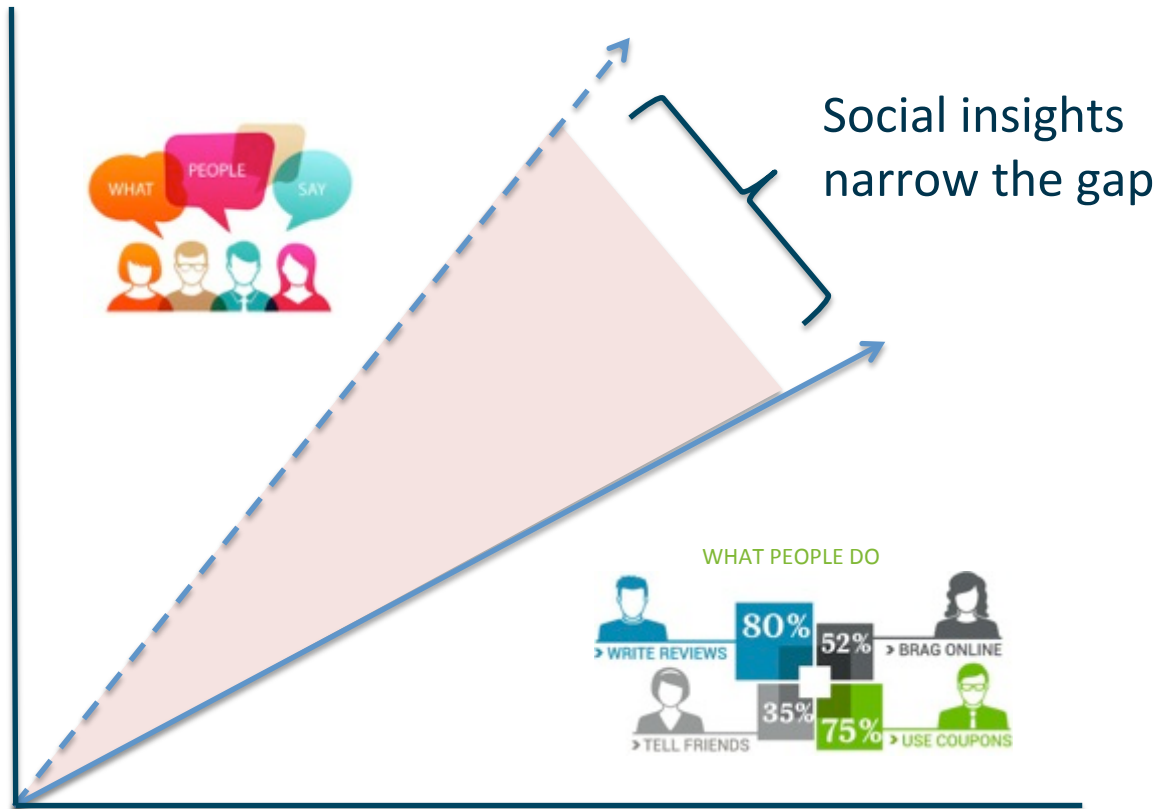 Social insights
narrow the gap
WHAT
PEOPLE
SAY
WHAT PEOPLE DO
80%
52%
> WRITE REVIEWS
> BRAG ONLINE
35%
75%
> TELL FRIENDS
> USE COUPONS